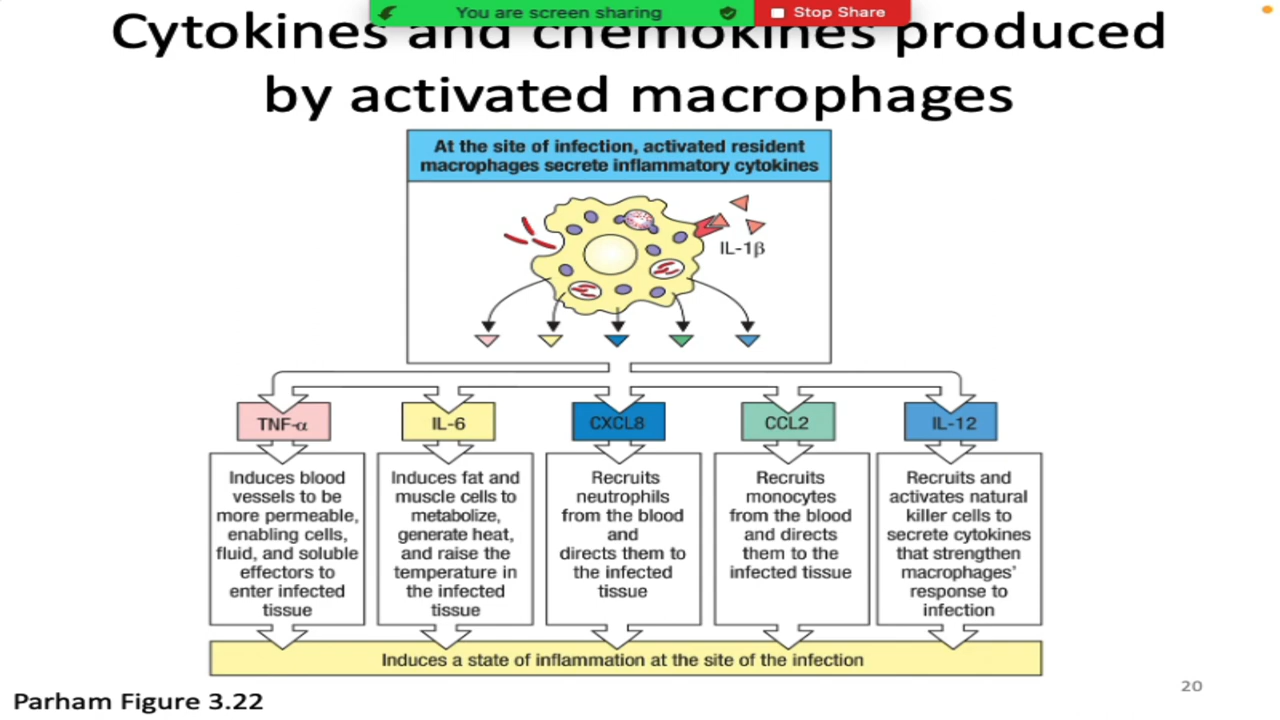 You are screen sharing
Stop Share
Cytokines and chemokines produced
by activated macrophages
At the site of infection, activated resident
macrophages secrete inflammatory cytokines
IL-1β
TNF-α
IL-6
CXCL8
CCL2
IL-12
Induces blood
vessels to be
more permeable,
enabling cells,
fluid, and soluble
effectors to
enter infected
tissue
Induces fat and
muscle cells to
metabolize,
generate heat,
and raise the
temperature in
the infected
tissue
Recruits
neutrophils
from the blood
and
directs them to
the infected
tissue
Recruits
monocytes
from the blood
and directs
them to the
infected tissue
Recruits and
activates natural
killer cells to
secrete cytokines
that strengthen
macrophages'
response to
infection
Induces a state of inflammation at the site of the infection
20
Parham Figure 3.22